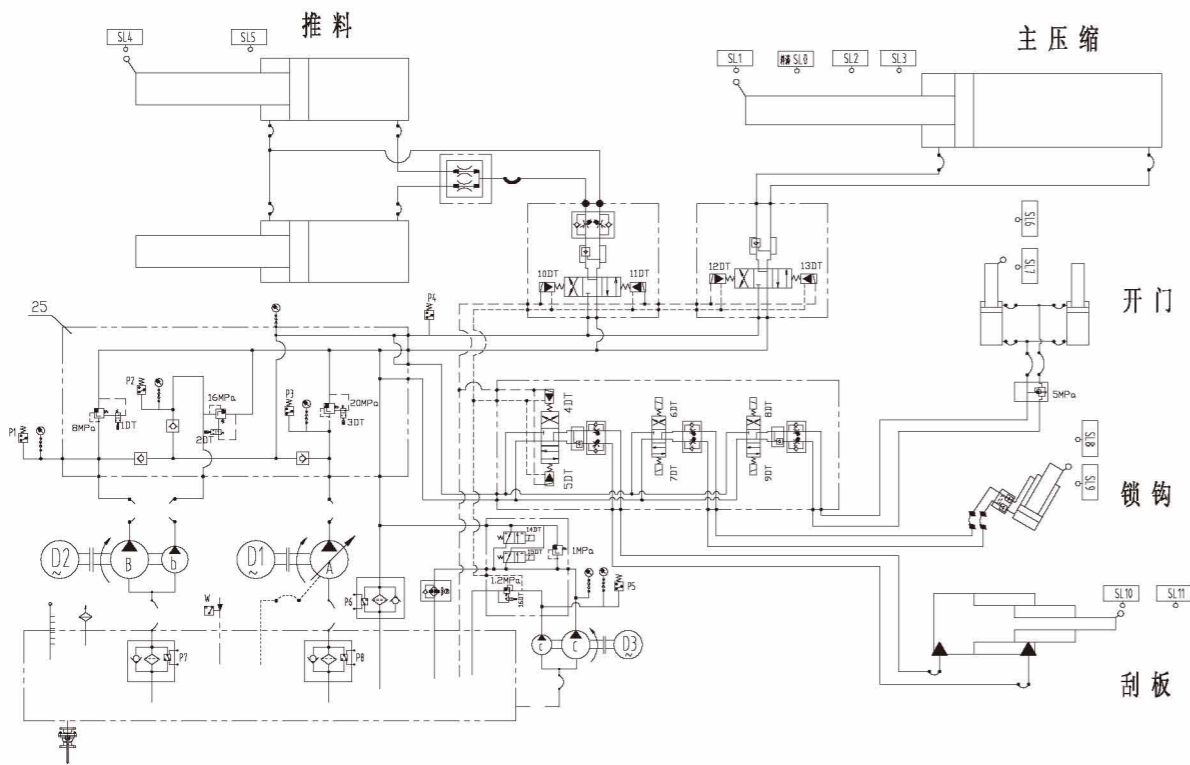 推料
主压缩
SL4
SL5
SL1
SL0
SL2
SL3
10DT
11DT
12DT
13DT
SL6
SL7
开门
5MPa
25
P4
P2
16MPa
P3
20MPa
8MPa
1DT
2DT
3DT
P1
4DT
5DT
6DT
7DT
8DT
9DT
SL8
SL9
锁钩
D2
B
b
D1
A
14DT
15DT
1MPa
1.2MPa
16DT
P5
P6
W
P7
P8
C
C
D3
SL10
SL11
刮板